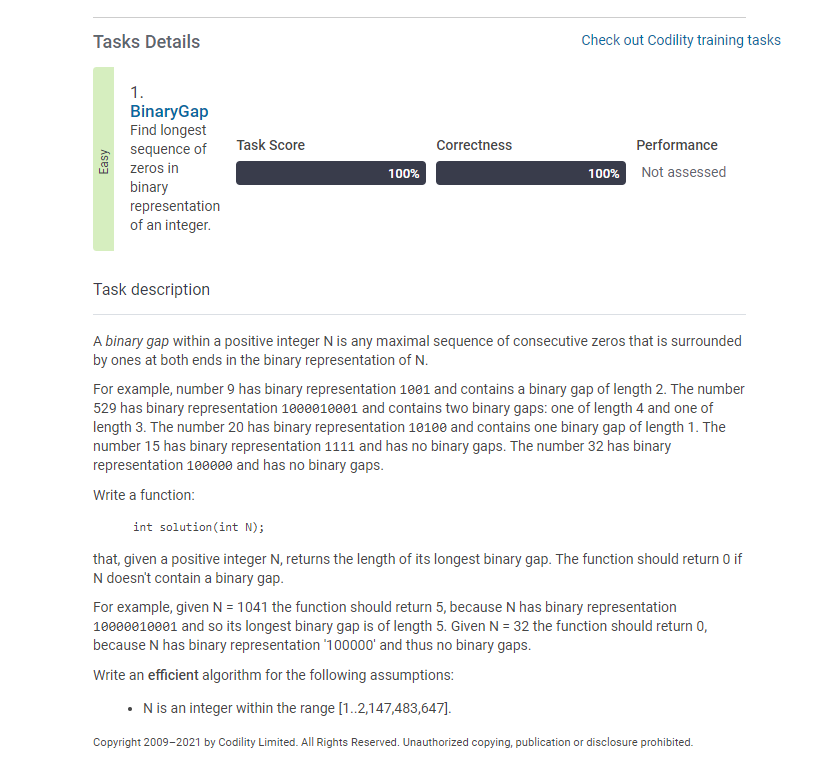 Tasks Details
Check out Codility training tasks
Easy
1.
BinaryGap
Find longest
sequence of
zeros in
binary
representation
of an integer.
Task Score
100%
Correctness
100%
Performance
Not assessed
Task description
A binary gap within a positive integer N is any maximal sequence of consecutive zeros that is surrounded
by ones at both ends in the binary representation of N.
For example, number 9 has binary representation 1001 and contains a binary gap of length 2. The number
529 has binary representation 1000010001 and contains two binary gaps: one of length 4 and one of
length 3. The number 20 has binary representation 10100 and contains one binary gap of length 1. The
number 15 has binary representation 1111 and has no binary gaps. The number 32 has binary
representation 100000 and has no binary gaps.
Write a function:
int solution(int N);
that, given a positive integer N, returns the length of its longest binary gap. The function should return 0 if
N doesn't contain a binary gap.
For example, given N = 1041 the function should return 5, because N has binary representation
10000010001 and so its longest binary gap is of length 5. Given N = 32 the function should return 0,
because N has binary representation '100000' and thus no binary gaps.
Write an efficient algorithm for the following assumptions:
• N is an integer within the range [1..2,147,483,647].
Copyright 2009–2021 by Codility Limited. All Rights Reserved. Unauthorized copying, publication or disclosure prohibited.